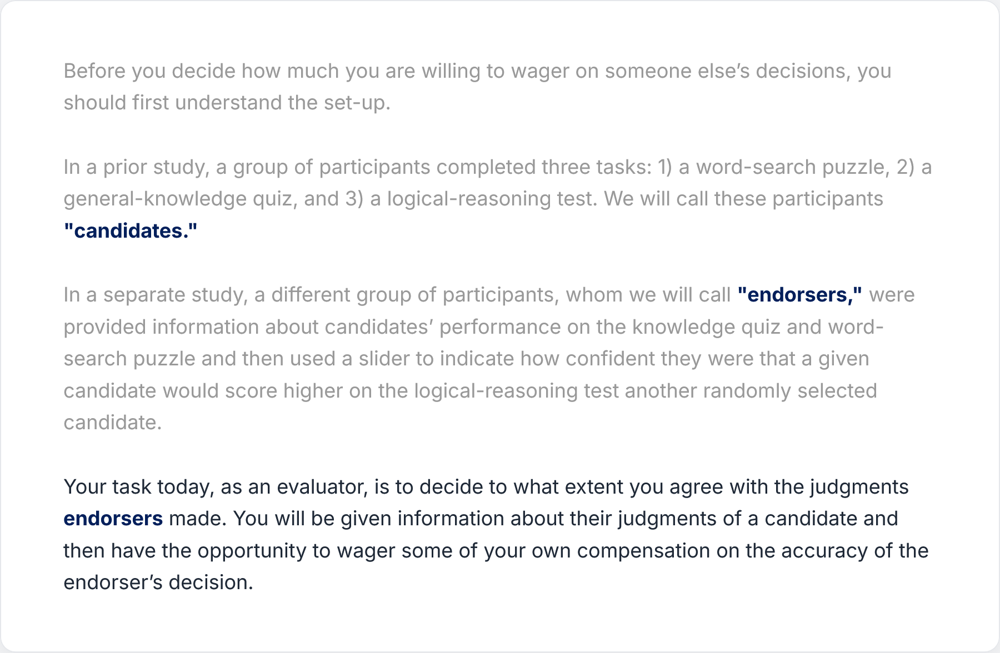 Before you decide how much you are willing to wager on someone else’s decisions, you
should first understand the set-up.
In a prior study, a group of participants completed three tasks: 1) a word-search puzzle, 2) a
general-knowledge quiz, and 3) a logical-reasoning test. We will call these participants
"candidates."
In a separate study, a different group of participants, whom we will call "endorsers," were
provided information about candidates’ performance on the knowledge quiz and word-
search puzzle and then used a slider to indicate how confident they were that a given
candidate would score higher on the logical-reasoning test another randomly selected
candidate.
Your task today, as an evaluator, is to decide to what extent you agree with the judgments
endorsers made. You will be given information about their judgments of a candidate and
then have the opportunity to wager some of your own compensation on the accuracy of the
endorser’s decision.